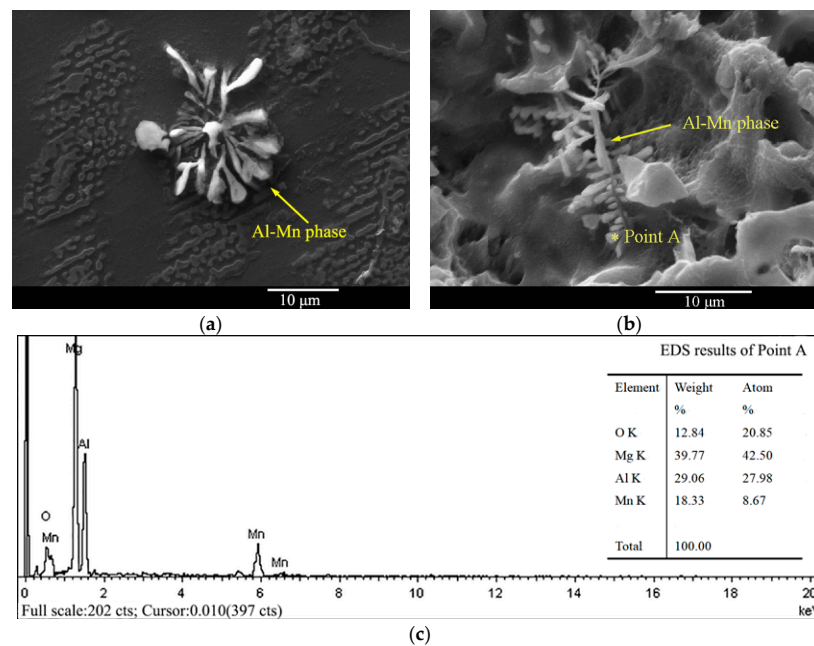 Al-Mn phase
10 μm
(a)
Al-Mn phase
* Point A
10 μm
(b)
EDS results of Point A
Element Weight Atom
% %
O K 12.84 20.85
Mg K 39.77 42.50
Al K 29.06 27.98
Mn K 18.33 8.67
Total 100.00
Mg
Al
O
Mn
Mn
Mn
0 2 4 6 8 10 12 14 16 18 20
Full scale:202 cts; Cursor:0.010(397 cts)
keV
(c)